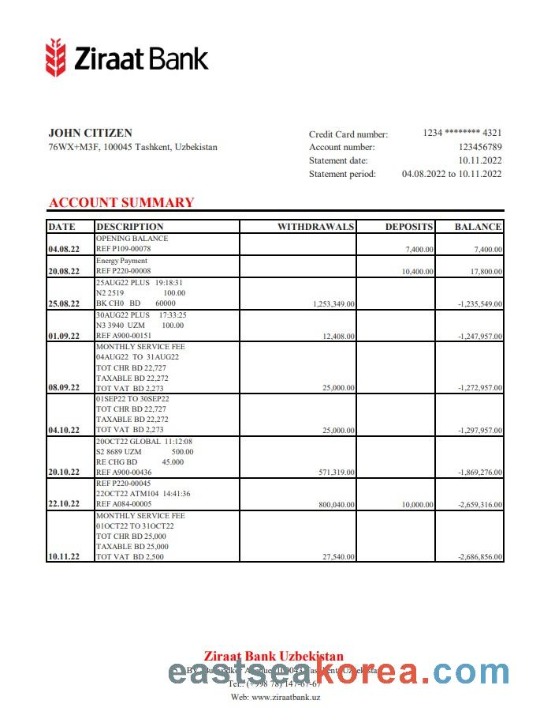 Ziraat Bank
JOHN CITIZEN
76WX+M3F, 100045 Tashkent, Uzbekistan
Credit Card number: 1234 ******** 4321
Account number: 123456789
Statement date: 10.11.2022
Statement period: 04.08.2022 to 10.11.2022
ACCOUNT SUMMARY
DATE DESCRIPTION WITHDRAWALS DEPOSITS BALANCE
OPENING BALANCE
04.08.22 REF P109-00078 7,400.00 7,400.00
Energy Payment
20.08.22 REF P220-00008 10,400.00 17,800.00
25AUG22 PLUS 19:18:31
N2 2519 100.00
25.08.22 BK CH0 BD 60000 1,253,349.00 -1,235,549.00
30AUG22 PLUS 17:33.25
N3 3940 UZM 100.00
01.09.22 REF A900-00151 12,408.00 -1,247,957.00
MONTHLY SERVICE FEE
04AUG22 TO 31AUG22
TOT CHR BD 22,727
TAXABLE BD 22,272
08.09.22 TOT VAT BD 2,273 25,000.00 -1,272,957.00
01SEP22 TO 30SEP22
TOT CHR BD 22,727
TAXABLE BD 22,272
04.10.22 TOT VAT BD 2,273 25,000.00 -1,297,957.00
20OCT22 GLOBAL 11:12:08
S2 8689 UZM 500.00
RE CHG BD 45.000
20.10.22 REF A900-00436 571,319.00 -1,869,276.00
REF P220-00045
22OCT22 ATM104 14:41:36
22.10.22 REF A084-00005 800,040.00 10,000.00 -2,659,316.00
MONTHLY SERVICE FEE
01OCT22 TO 31OCT22
TOT CHR BD 25,000
TAXABLE BD 25,000
10.11.22 TOT VAT BD 2,500 27,540.00 -2,686,856.00
Ziraat Bank Uzbekistan
eastseakorea.com
Tel.: (+998 78) 147-67-67
Web: www.ziraatbank.uz